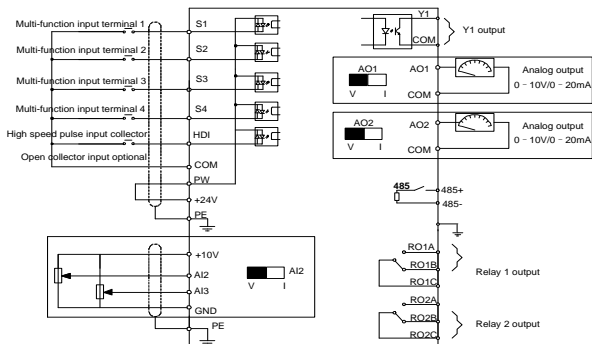 Multi-function input terminal 1
S1
Multi-function input terminal 2
S2
Multi-function input terminal 3
S3
Multi-function input terminal 4
S4
High speed pulse input collector
HDI
Open collector input optional
COM
PW
+24V
PE
+10V
AI2
AI3
GND
PE
V I
AI2
Y1
COM
Y1 output
AO1
V I
AO1
COM
Analog output
0 - 10V/0 - 20mA
AO2
V I
AO2
COM
Analog output
0 - 10V/0 - 20mA
485
485+
485-
RO1A
RO1B
RO1C
Relay 1 output
RO2A
RO2B
RO2C
Relay 2 output